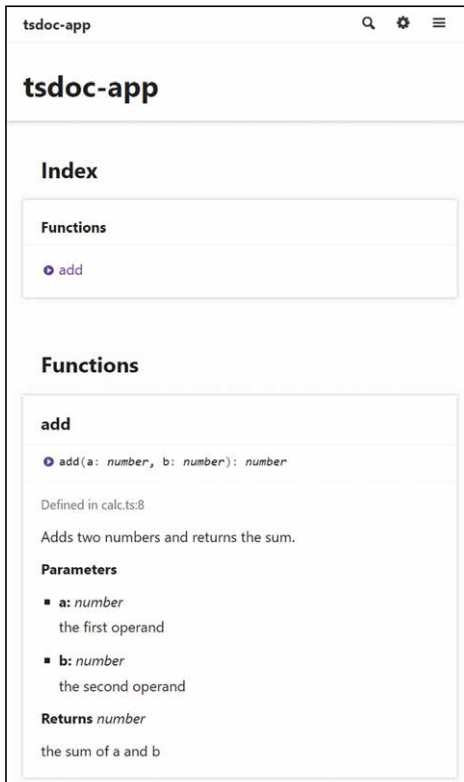 tsdoc-app
tsdoc-app
Index
Functions
add
Functions
add
add(a: number, b: number): number
Defined in calc.ts:8
Adds two numbers and returns the sum.
Parameters
a: number
the first operand
b: number
the second operand
Returns number
the sum of a and b